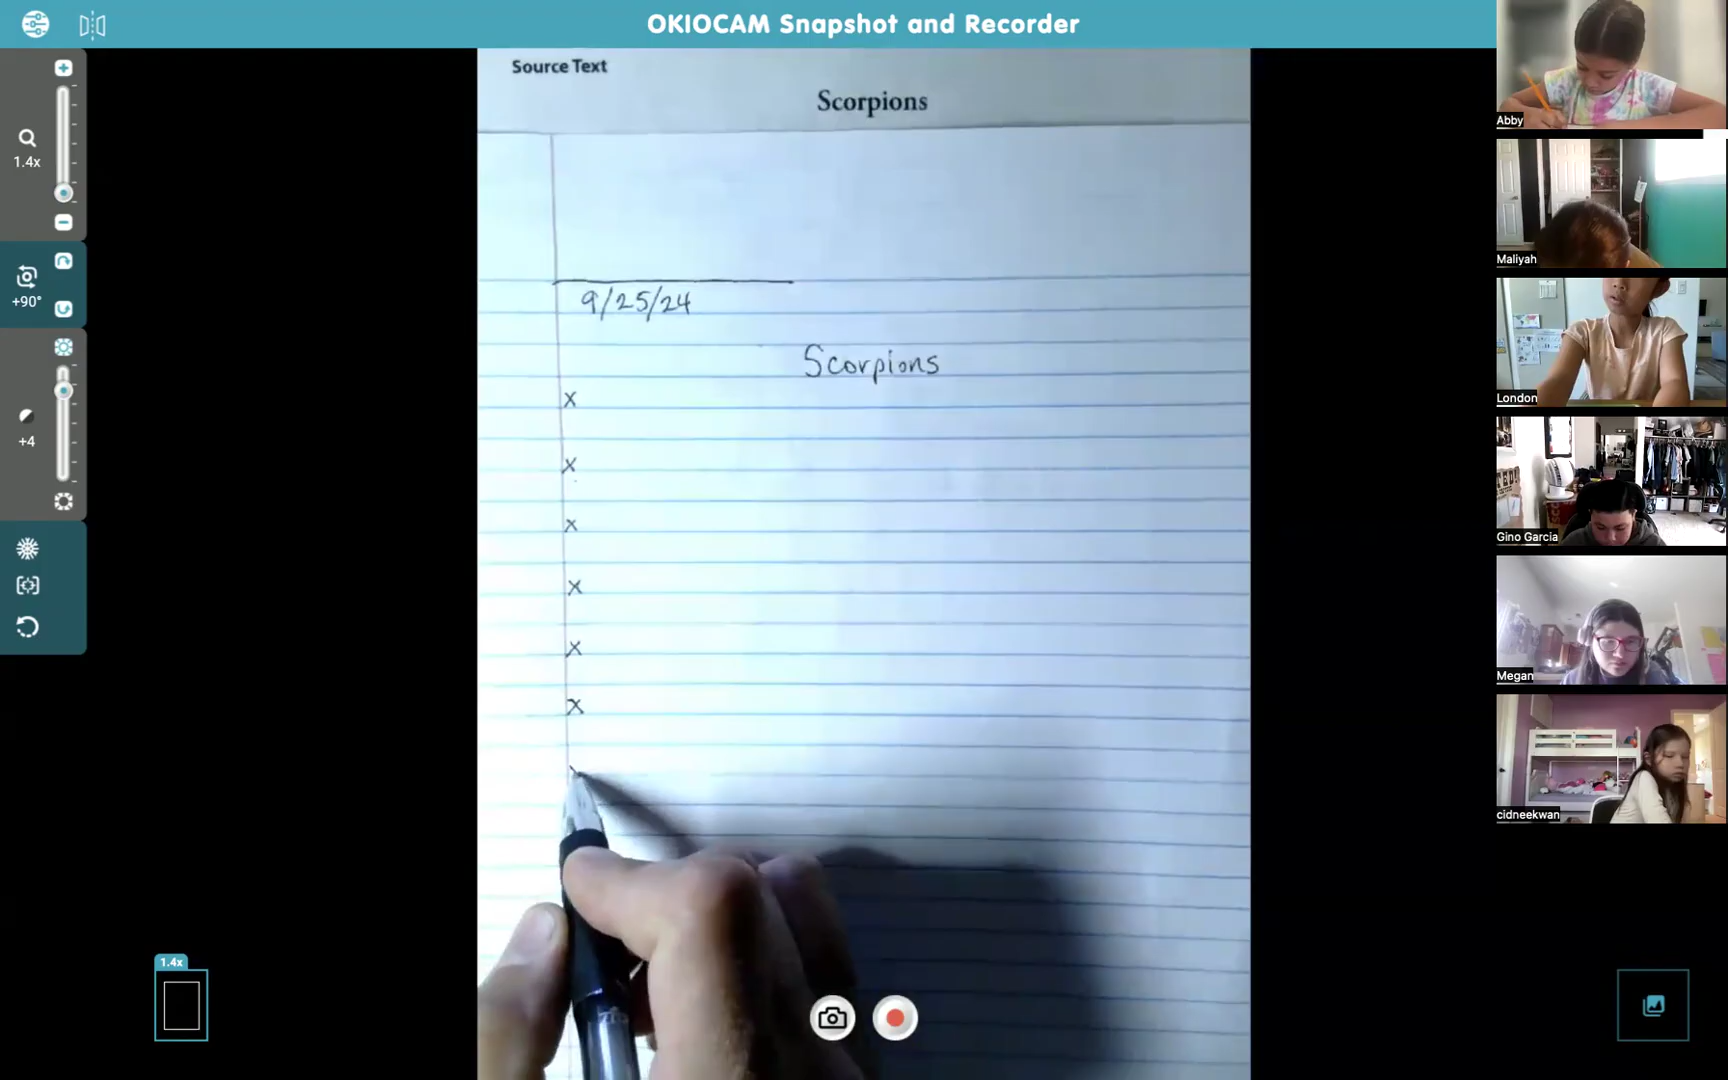 OKIOCAM Snapshot and Recorder
Source Text
Scorpions
9/25/24
Scorpions
x
x
x
x
x
x
1.4x
+90°
+4
1.4x
Abby
Maliyah
London
Gino Garcia
Megan
cidneekwan